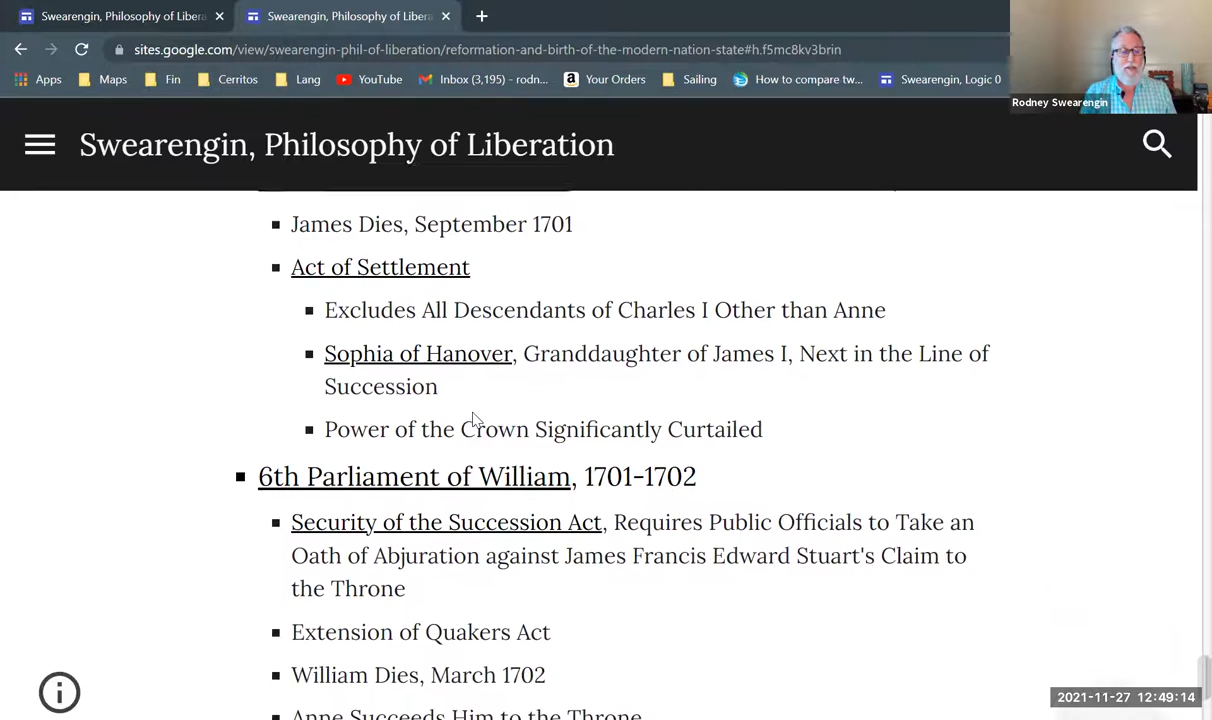 Swearengin, Philosophy of Libera
Swearengin, Philosophy of Libera
sites.google.com/view/swearengin-phil-of-liberation/reformation-and-birth-of-the-modern-nation-state#h.f5mc8kv3brin
Apps Maps Fin Cerritos Lang YouTube Inbox (3,195) - rodn... Your Orders Sailing How to compare tw... Swearengin, Logic 0
Rodney Swearengin
Swearengin, Philosophy of Liberation
James Dies, September 1701
Act of Settlement
Excludes All Descendants of Charles I Other than Anne
Sophia of Hanover, Granddaughter of James I, Next in the Line of
Succession
Power of the Crown Significantly Curtailed
6th Parliament of William, 1701-1702
Security of the Succession Act, Requires Public Officials to Take an
Oath of Abjuration against James Francis Edward Stuart's Claim to
the Throne
Extension of Quakers Act
William Dies, March 1702
Anne Succeeds Him to the Throne
2021-11-27 12:49:14